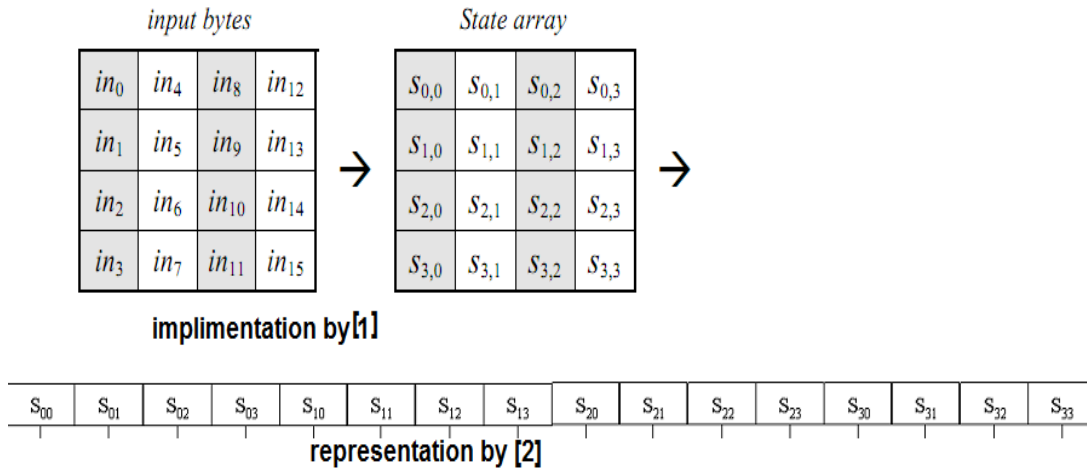 input bytes State array
in0 in4 in8 in12 S0,0 S0,1 S0,2 S0,3
in1 in5 in9 in13 → S1,0 S1,1 S1,2 S1,3 →
in2 in6 in10 in14 S2,0 S2,1 S2,2 S2,3
in3 in7 in11 in15 S3,0 S3,1 S3,2 S3,3
implimentation by[1]
S00 S01 S02 S03 S10 S11 S12 S13 S20 S21 S22 S23 S30 S31 S32 S33
representation by [2]